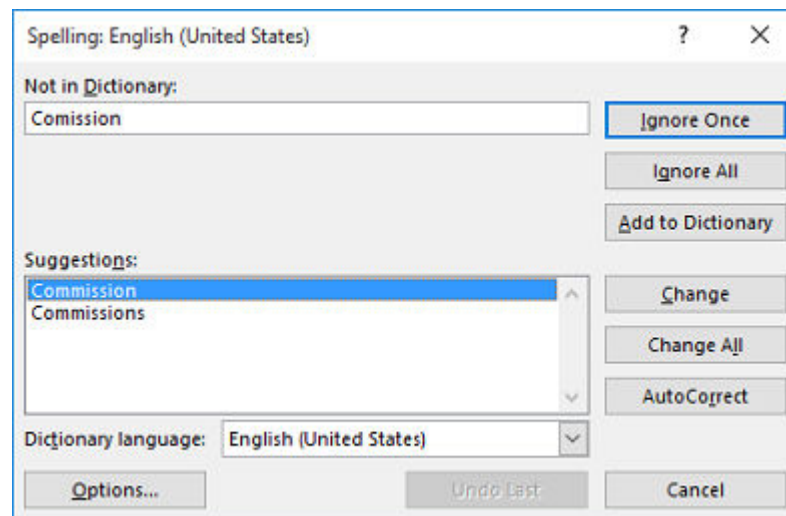 Spelling: English (United States) ? X
Not in Dictionary:
Comission
Ignore Once
Ignore All
Add to Dictionary
Suggestions:
Commission
Commissions
Change
Change All
AutoCorrect
Dictionary language: English (United States)
Options... Undo Last Cancel